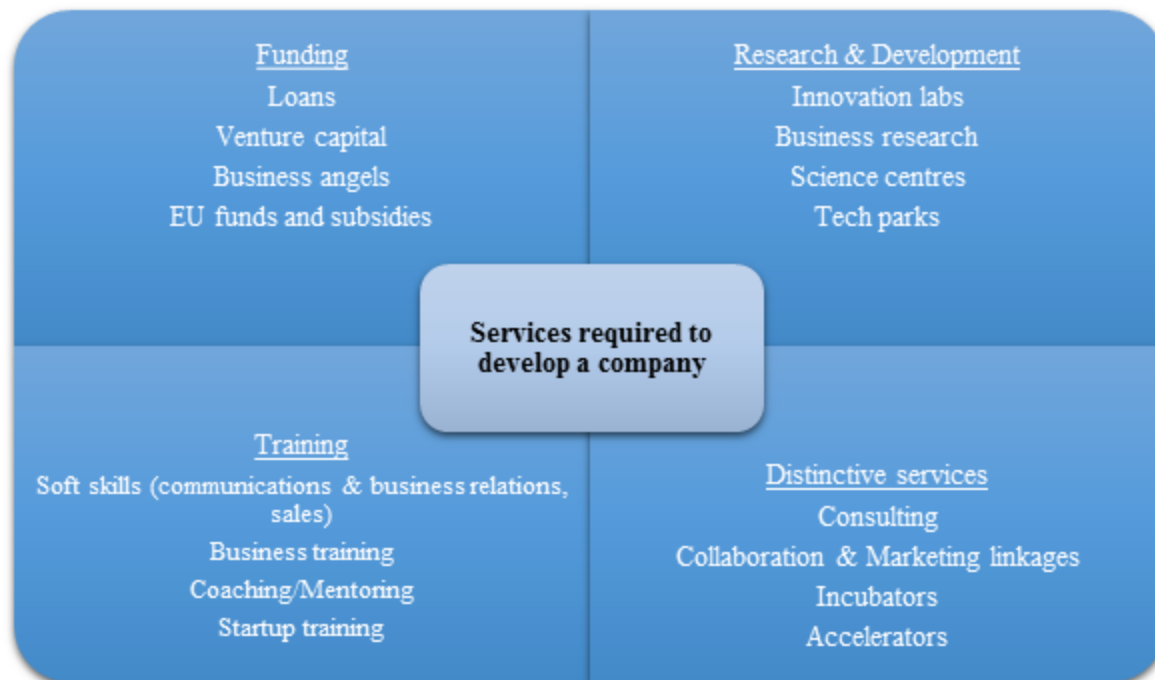 Funding
Loans
Venture capital
Business angels
EU funds and subsidies
Research & Development
Innovation labs
Business research
Science centres
Tech parks
Services required to
develop a company
Training
Soft skills (communications & business relations,
sales)
Business training
Coaching/Mentoring
Startup training
Distinctive services
Consulting
Collaboration & Marketing linkages
Incubators
Accelerators